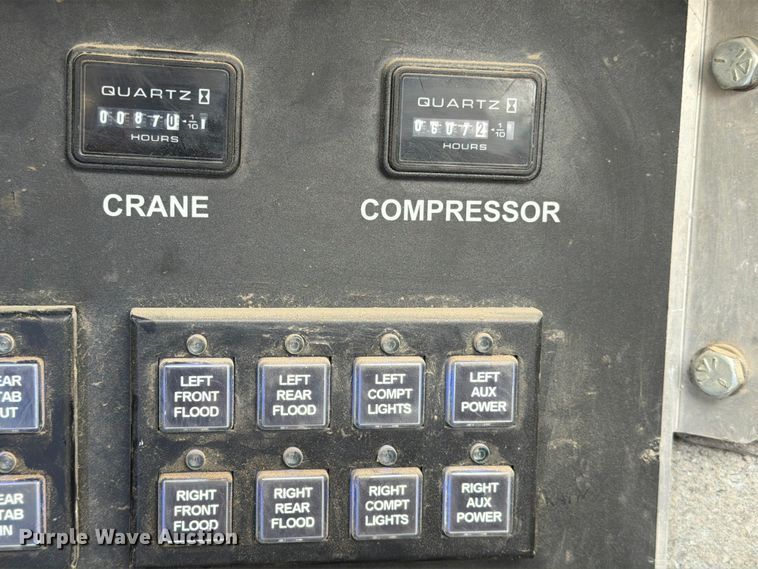 QUARTZ
00870 1/10
HOURS
CRANE
QUARTZ
06072 1/10
HOURS
COMPRESSOR
EAR
TAB
UT
LEFT
FRONT
FLOOD
LEFT
REAR
FLOOD
LEFT
COMPT
LIGHTS
LEFT
AUX
POWER
EAR
TAB
IN
RIGHT
FRONT
FLOOD
RIGHT
REAR
FLOOD
RIGHT
COMPT
LIGHTS
RIGHT
AUX
POWER
Purple Wave Auction